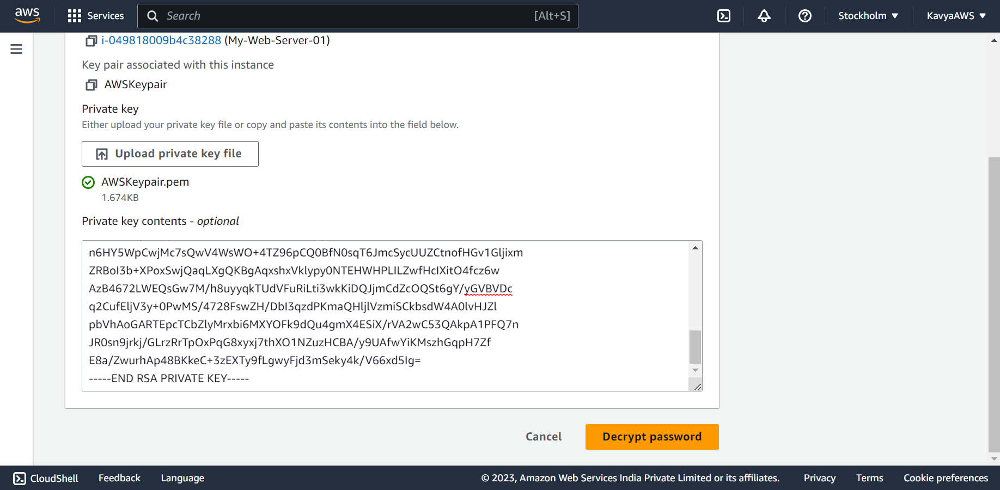 aws
Services
Search
[Alt+S]
Stockholm
KavyaAWS
i-049818009b4c38288 (My-Web-Server-01)
Key pair associated with this instance
AWSKeypair
Private key
Either upload your private key file or copy and paste its contents into the field below.
Upload private key file
AWSKeypair.pem
1.674KB
Private key contents - optional
n6HY5WpCwjMc7sQwV4WsWO+4TZ96pCQ0BfN0sqT6JmcSycUUZCtnofHGv1Gljixm
ZRBoI3b+XPoxSwjQaqLXgQKBgAqxshxVklypy0NTEHWHPLILZwfHcIXitO4fcz6w
AzB4672LWEQsGw7M/h8uyyqkTUdVFuRiLti3wkKiDQJjmCdZcOQSt6gY/yGVBVDc
q2CufEljV3y+0PwMS/4728FswZH/DbI3qzdPKmaQHljlVzmiSCkbsdW4A0lvHJZl
pbVhAoGARTEpcTCbZlyMrxbi6MXYOFk9dQu4gmX4ESiX/rVA2wC53QAkpA1PFQ7n
JR0sn9jrkj/GLrzRrTpOxPqG8xyxj7thXO1NZuzHCBA/y9UAfwYiKMszhGqpH7Zf
E8a/ZwurhAp48BKkeC+3zEXTy9fLgwyFjd3mSeky4k/V66xd5Ig=
-----END RSA PRIVATE KEY-----
Cancel
Decrypt password
CloudShell
Feedback
Language
© 2023, Amazon Web Services India Private Limited or its affiliates.
Privacy
Terms
Cookie preferences